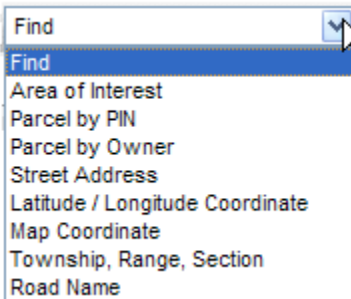 Find
Find
Area of Interest
Parcel by PIN
Parcel by Owner
Street Address
Latitude / Longitude Coordinate
Map Coordinate
Township, Range, Section
Road Name